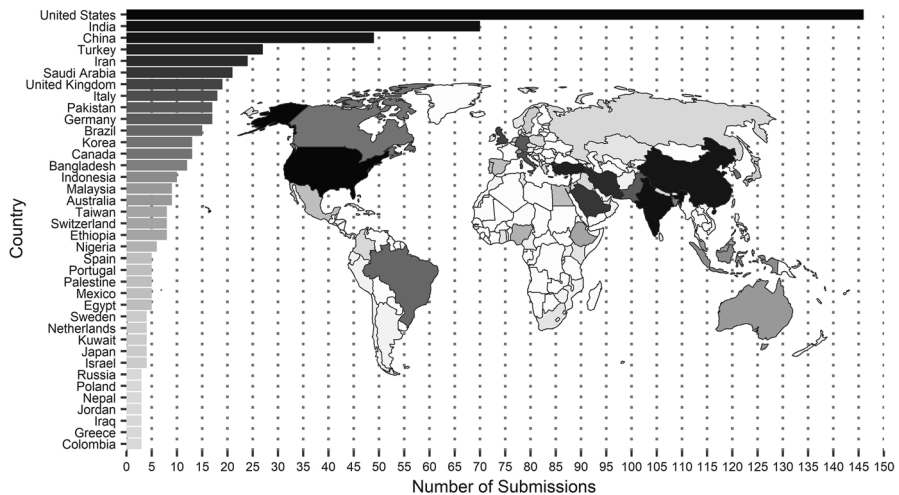 United States
India
China
Turkey
Iran
Saudi Arabia
United Kingdom
Italy
Pakistan
Germany
Brazil
Korea
Canada
Bangladesh
Indonesia
Malaysia
Australia
Taiwan
Switzerland
Ethiopia
Nigeria
Spain
Portugal
Palestine
Mexico
Egypt
Sweden
Netherlands
Kuwait
Japan
Israel
Russia
Poland
Nepal
Jordan
Iraq
Greece
Colombia
Country
0 5 10 15 20 25 30 35 40 45 50 55 60 65 70 75 80 85 90 95 100 105 110 115 120 125 130 135 140 145 150
Number of Submissions